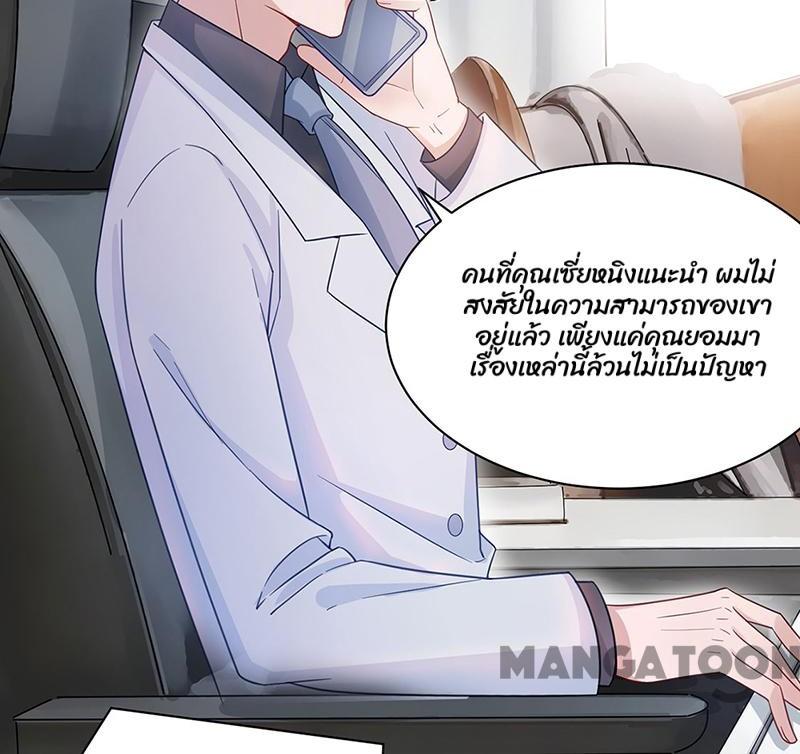 คนที่คุณเซี่ยหนิงแนะนำ ผมไม่
สงสัยในความสามารถของเขา
อยู่แล้ว เพียงแค่คุณยอมมา
เรื่องเหล่านี้ล้วนไม่เป็นปัญหา
MANGATOON